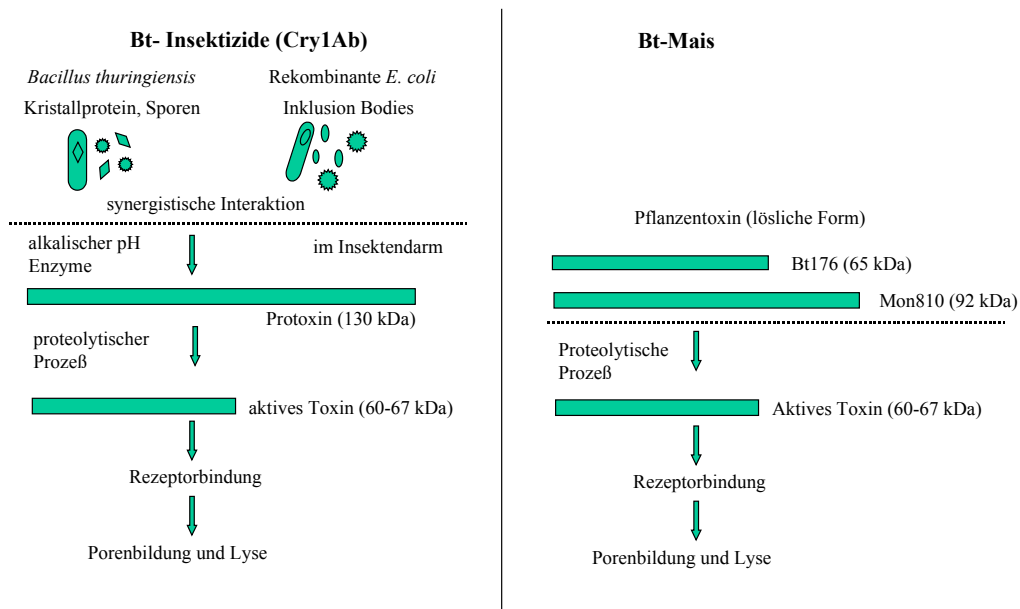 Bt- Insektizide (Cry1Ab)
Bacillus thuringiensis
Rekombinante E. coli
Kristallprotein, Sporen
Inklusion Bodies
synergistische Interaktion
alkalischer pH
Enzyme
im Insektendarm
Protoxin (130 kDa)
proteolytischer
Prozeß
aktives Toxin (60-67 kDa)
Rezeptorbindung
Porenbildung und Lyse
Bt-Mais
Pflanzentoxin (lösliche Form)
Bt176 (65 kDa)
Mon810 (92 kDa)
Proteolytische
Prozeß
Aktives Toxin (60-67 kDa)
Rezeptorbindung
Porenbildung und Lyse